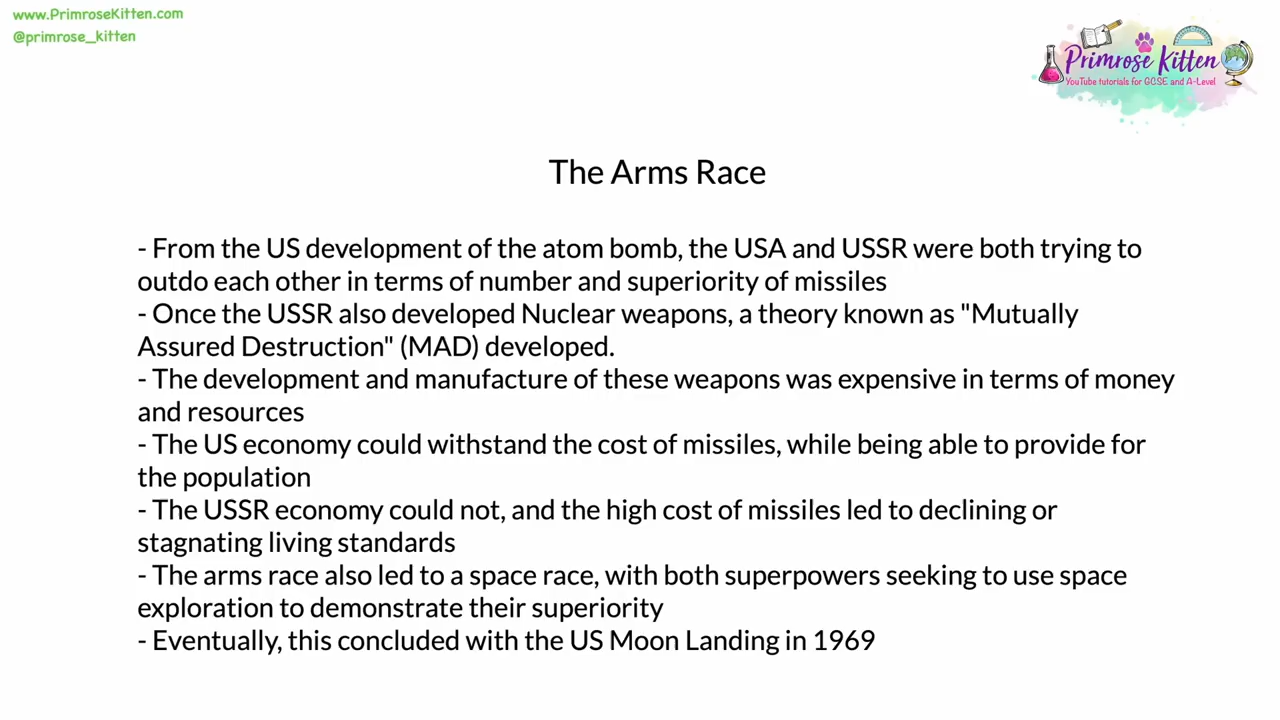 www.PrimroseKitten.com
@primrose_kitten
Primrose Kitten
YouTube tutorials for GCSE and A-Level
The Arms Race
- From the US development of the atom bomb, the USA and USSR were both trying to
outdo each other in terms of number and superiority of missiles
- Once the USSR also developed Nuclear weapons, a theory known as "Mutually
Assured Destruction" (MAD) developed.
- The development and manufacture of these weapons was expensive in terms of money
and resources
- The US economy could withstand the cost of missiles, while being able to provide for
the population
- The USSR economy could not, and the high cost of missiles led to declining or
stagnating living standards
- The arms race also led to a space race, with both superpowers seeking to use space
exploration to demonstrate their superiority
- Eventually, this concluded with the US Moon Landing in 1969